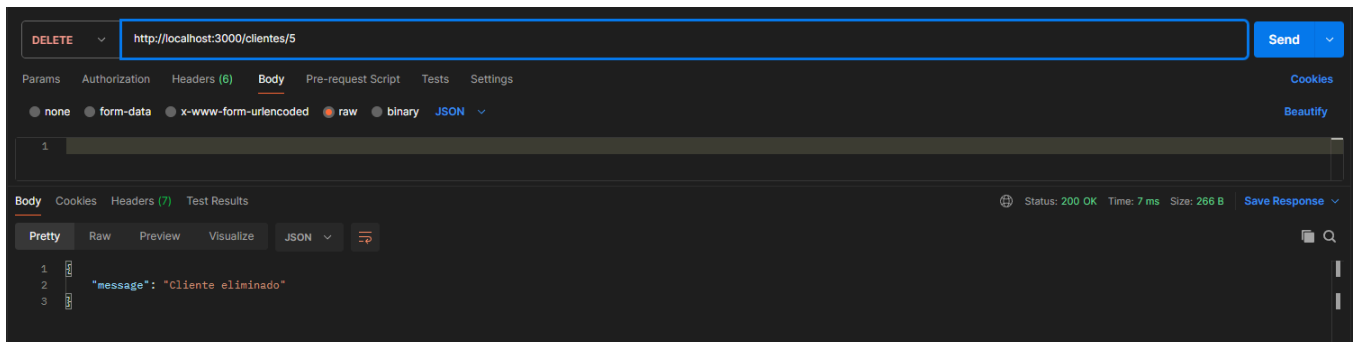 DELETE http://localhost:3000/clientes/5 Send
Params Authorization Headers (6) Body Pre-request Script Tests Settings Cookies
none form-data x-www-form-urlencoded raw binary JSON Beautify
1
Body Cookies Headers (7) Test Results Status: 200 OK Time: 7 ms Size: 266 B Save Response
Pretty Raw Preview Visualize JSON
1 {
2 "message": "Cliente eliminado"
3 }